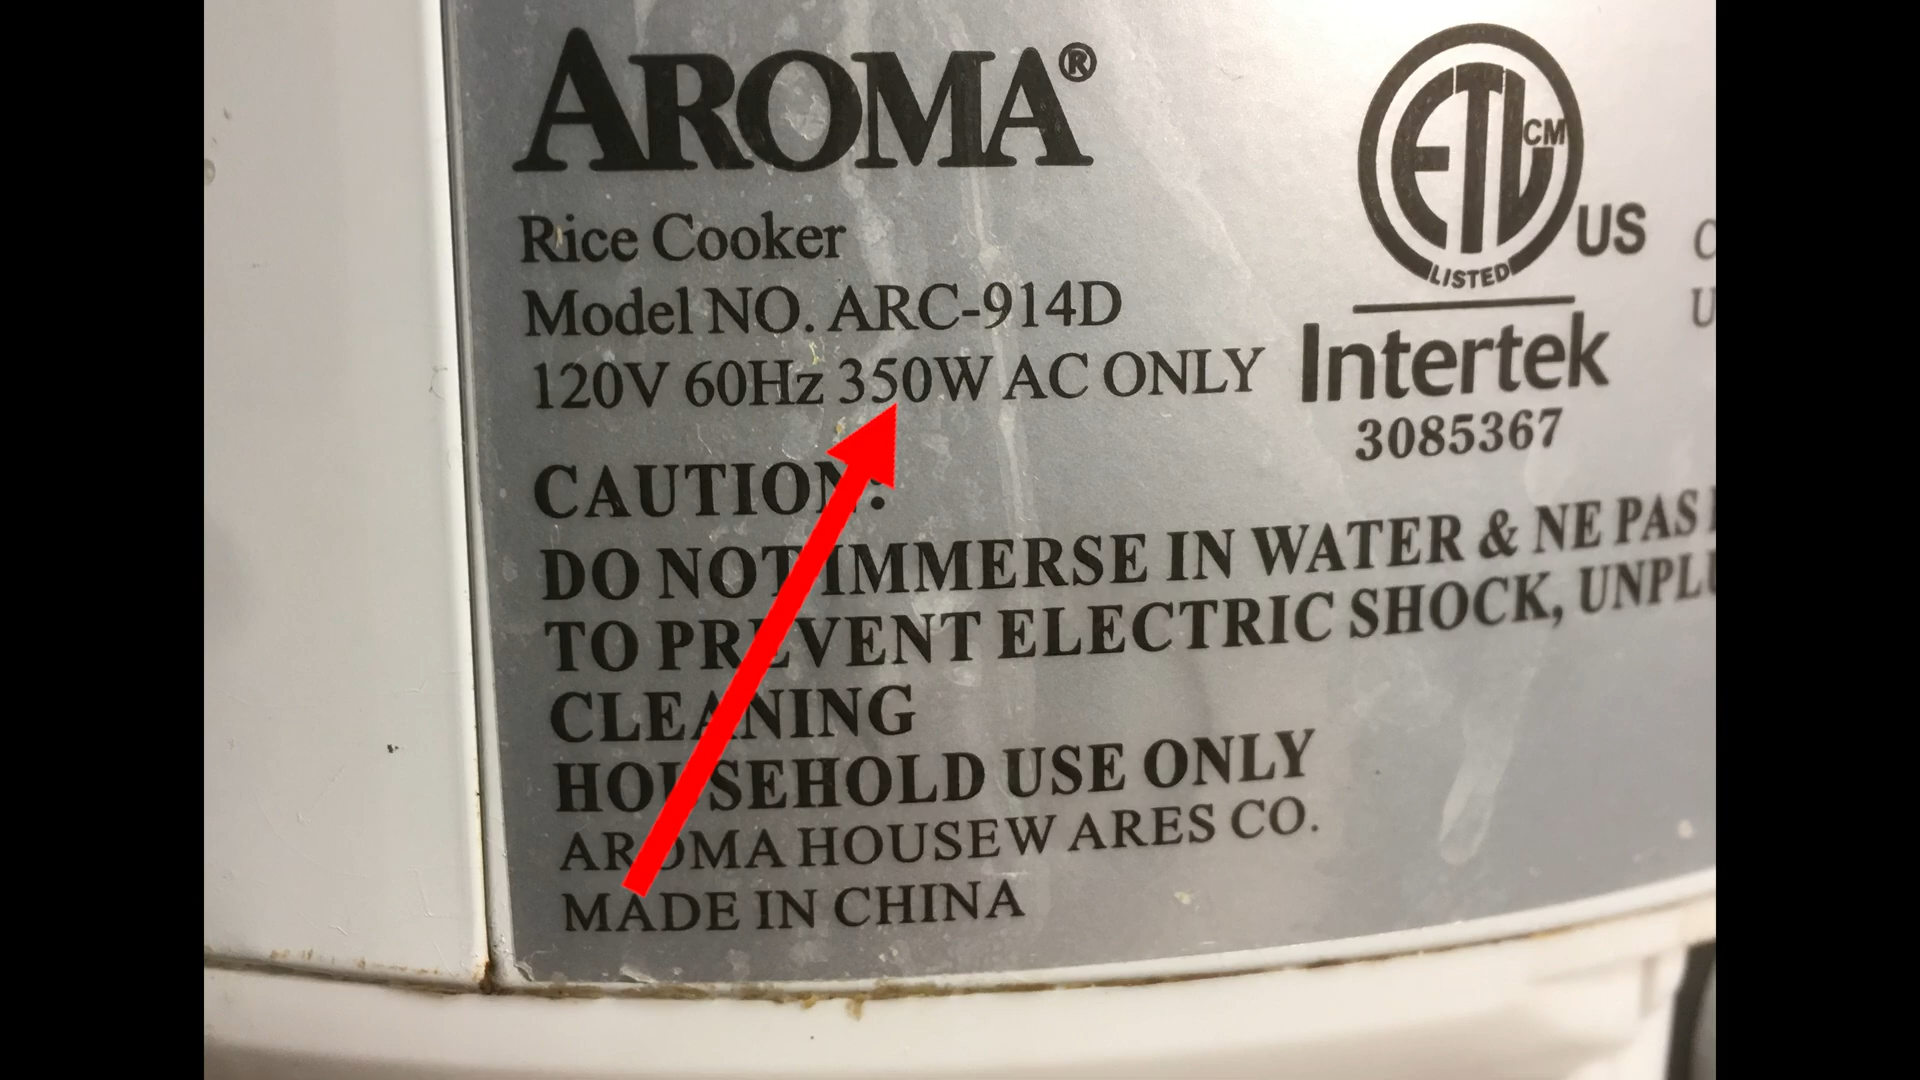 AROMA®
Rice Cooker
Model NO. ARC-914D
120V 60Hz 350W AC ONLY
CAUTION:
DO NOT IMMERSE IN WATER & NE PAS
TO PREVENT ELECTRIC SHOCK,
CLEANING
HOUSEHOLD USE ONLY
AROMA HOUSEWARES CO.
MADE IN CHINA
ETL CM
LISTED
US
Intertek
3085367